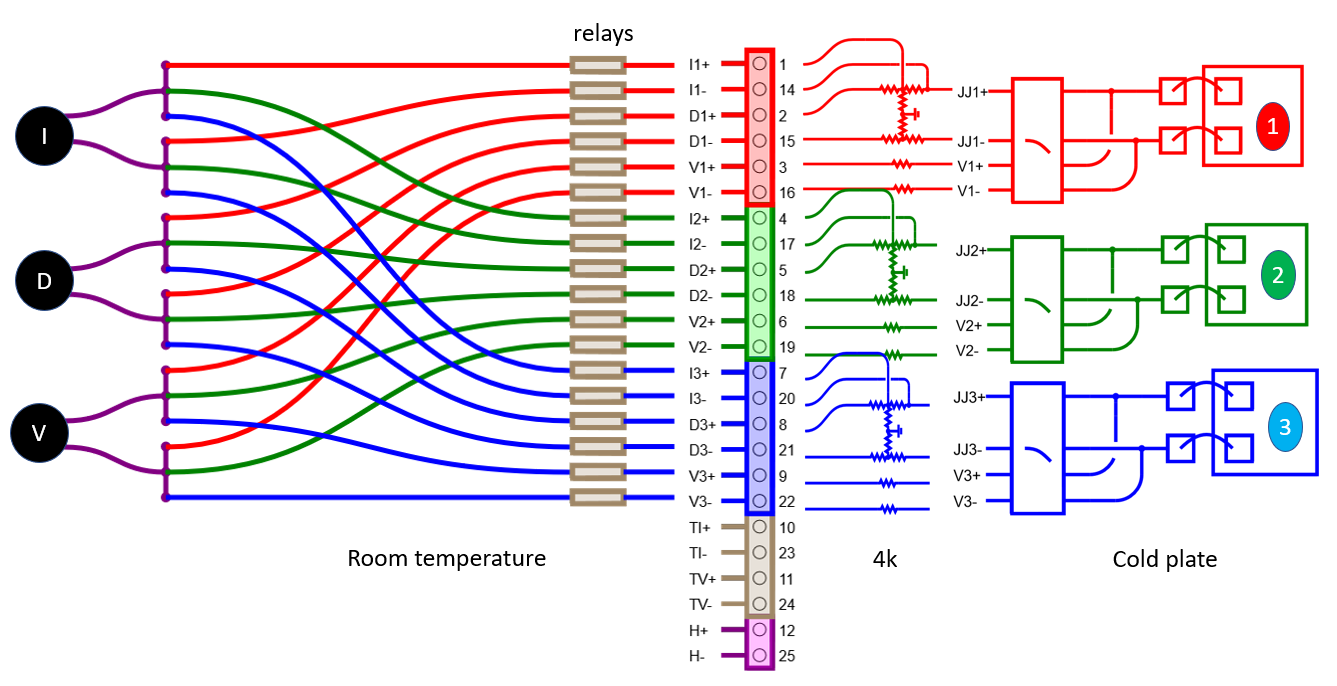 relays
I
D
V
I1+ 1
I1- 14
D1+ 2
D1- 15
V1+ 3
V1- 16
I2+ 4
I2- 17
D2+ 5
D2- 18
V2+ 6
V2- 19
I3+ 7
I3- 20
D3+ 8
D3- 21
V3+ 9
V3- 22
TI+ 10
TI- 23
TV+ 11
TV- 24
H+ 12
H- 25
JJ1+
JJ1-
V1+
V1-
1
JJ2+
JJ2-
V2+
V2-
2
JJ3+
JJ3-
V3+
V3-
3
Room temperature
4k
Cold plate